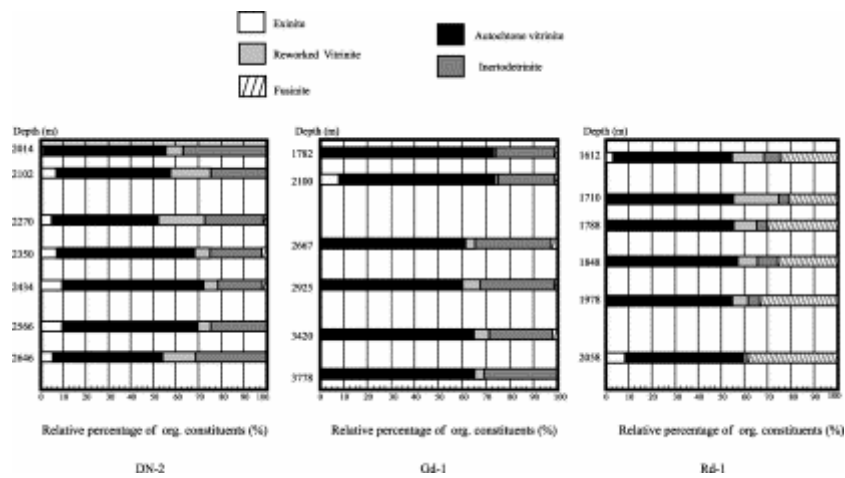 Exinite
Reworked Vitrinite
Fusinite
Autochtone vitrinite
Inertodetrinite
Depth (m)
2014
2102
2270
2350
2434
2566
2646
0 10 20 30 40 50 60 70 80 90 100
Relative percentage of org. constituents (%)
DN-2
Depth (m)
1782
2100
2667
2925
3420
3778
0 10 20 30 40 50 60 70 80 90 100
Relative percentage of org. constituents (%)
Gd-1
Depth (m)
1612
1710
1788
1848
1978
2058
0 10 20 30 40 50 60 70 80 90 100
Relative percentage of org. constituents (%)
Rd-1